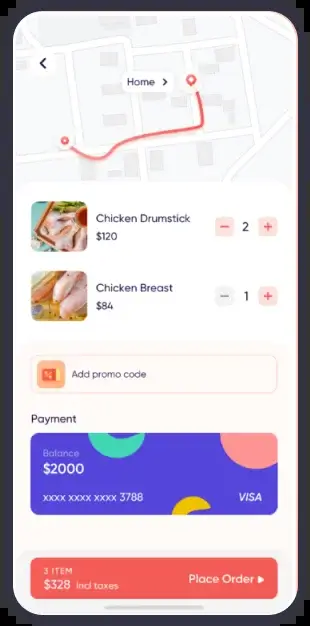 Home
Chicken Drumstick
$120
2
Chicken Breast
$84
1
Add promo code
Payment
Balance
$2000
xxxx xxxx xxxx 3788
VISA
3 ITEM
$328 Incl taxes
Place Order